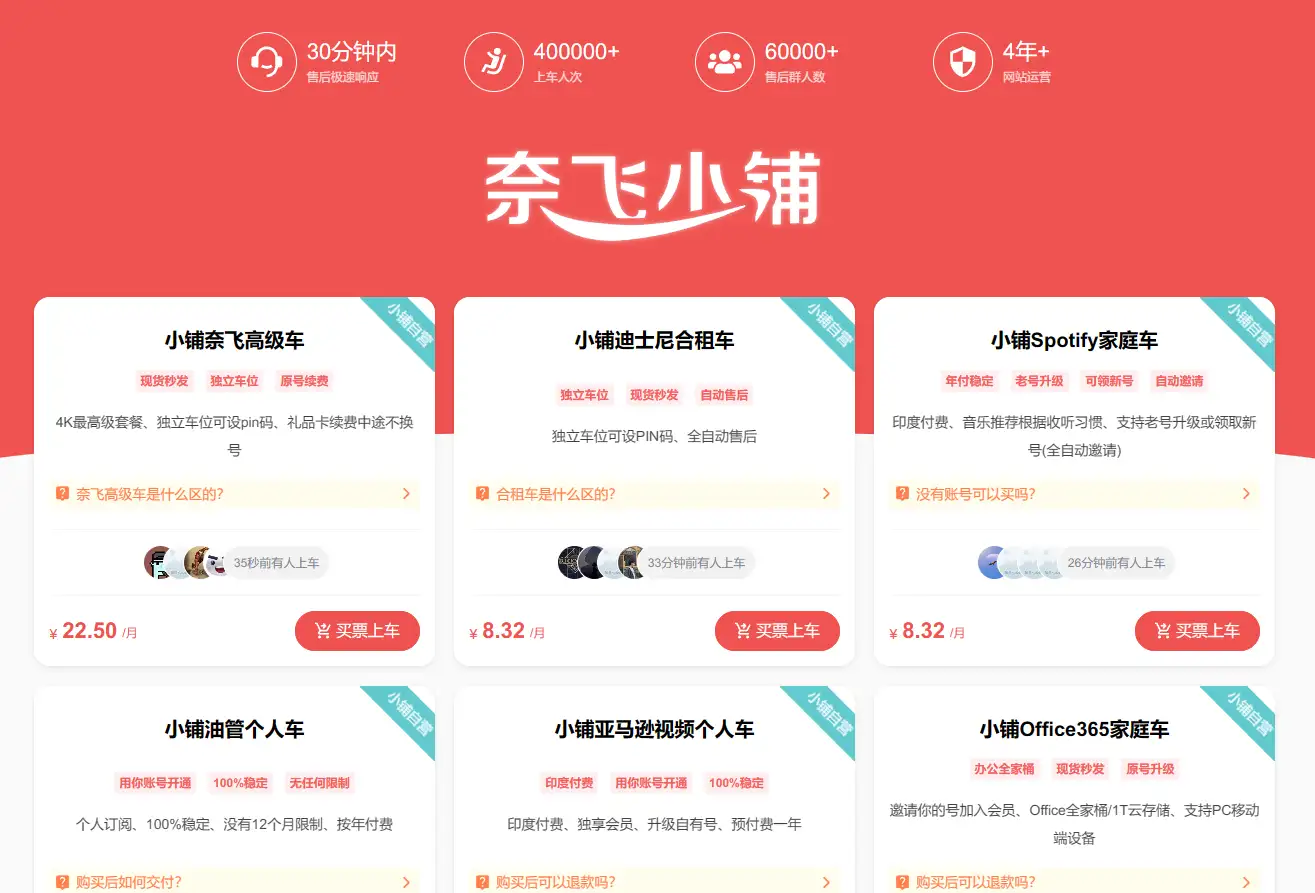 30分钟内
售后极速响应
400000+
上车人次
60000+
售后群人数
4年+
网站运营
奈飞小铺
小铺自营
小铺奈飞高级车
现货秒发 独立车位 原号续费
4K最高级套餐、独立车位可设pin码、礼品卡续费中途不换
号
奈飞高级车是什么区的?
35秒前有人上车
¥ 22.50 /月
买票上车
小铺自营
小铺迪士尼合租车
独立车位 现货秒发 自动售后
独立车位可设PIN码、全自动售后
合租车是什么区的?
33分钟前有人上车
¥ 8.32 /月
买票上车
小铺自营
小铺Spotify家庭车
年付稳定 老号升级 可领新号 自动邀请
印度付费、音乐推荐根据收听习惯、支持老号升级或领取新
号(全自动邀请)
没有账号可以买吗?
26分钟前有人上车
¥ 8.32 /月
买票上车
小铺自营
小铺油管个人车
用你账号开通 100%稳定 无任何限制
个人订阅、100%稳定、没有12个月限制、按年付费
购买后如何交付?
小铺自营
小铺亚马逊视频个人车
印度付费 用你账号开通 100%稳定
印度付费、独享会员、升级自有号、预付费一年
购买后可以退款吗?
小铺自营
小铺Office365家庭车
办公全家桶 现货秒发 原号升级
邀请你的号加入会员、Office全家桶/1T云存储、支持PC移动
端设备
购买后可以退款吗?